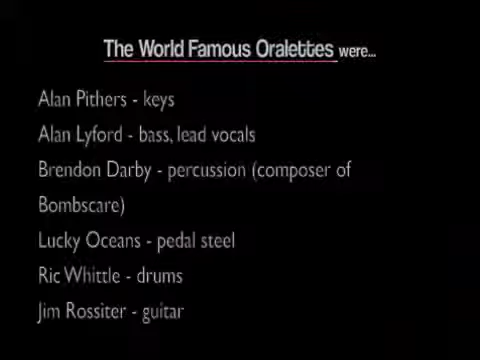 The World Famous Oralettes were...
Alan Pithers - keys
Alan Lyford - bass, lead vocals
Brendon Darby - percussion (composer of
Bombscare)
Lucky Oceans - pedal steel
Ric Whittle - drums
Jim Rossiter - guitar